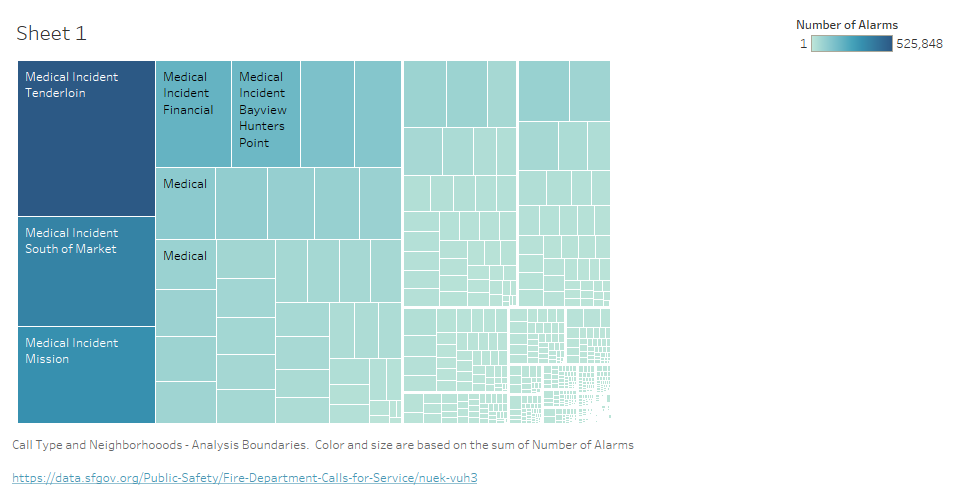 Sheet 1
Number of Alarms
1 525,848
Medical Incident
Tenderloin
Medical Incident
South of Market
Medical Incident
Mission
Medical
Incident
Financial
Medical
Incident
Bayview
Hunters
Point
Medical
Medical
Call Type and Neighborhooods - Analysis Boundaries. Color and size are based on the sum of Number of Alarms
https://data.sfgov.org/Public-Safety/Fire-Department-Calls-for-Service/nuek-vuh3